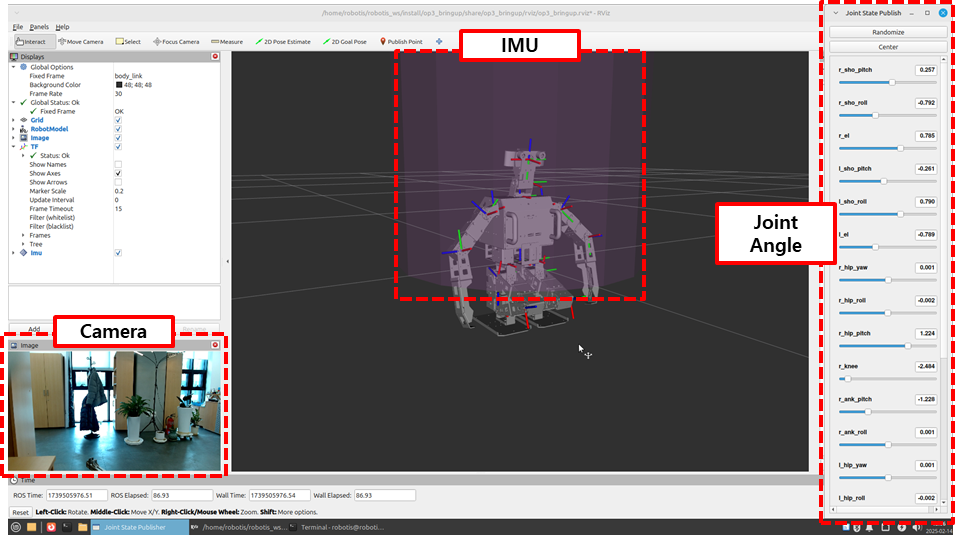 /home/robotis/robotis_ws/install/op3_bringup/share/op3_bringup/rviz/op3_bringup.rviz* - RViz
File Panels Help
Interact Move Camera Select Focus Camera Measure 2D Pose Estimate 2D Goal Pose Publish Point
Displays
Global Options
Fixed Frame body_link
Background Color 48; 48; 48
Frame Rate 30
Global Status: Ok
Fixed Frame OK
Grid
RobotModel
Image
TF
Status: Ok
Show Names
Show Axes
Show Arrows
Marker Scale 0.2
Update Interval 0
Frame Timeout 15
Filter (whitelist)
Filter (blacklist)
Frames
Tree
Imu
Add Rename
Camera
Image
IMU
Joint
Angle
Joint State Publish
Randomize
Center
r_sho_pitch 0.257
r_sho_roll -0.792
r_el 0.785
l_sho_pitch -0.261
l_sho_roll 0.790
l_el -0.789
r_hip_yaw 0.001
r_hip_roll -0.002
r_hip_pitch 1.224
r_knee -2.484
r_ank_pitch -1.228
r_ank_roll 0.001
l_hip_yaw 0.001
l_hip_roll -0.002
Time
ROS Time: 1739505976.51 ROS Elapsed: 86.93 Wall Time: 1739505976.54 Wall Elapsed: 86.93
Reset Left-Click: Rotate. Middle-Click: Move X/Y. Right-Click/Mouse Wheel: Zoom. Shift: More options.
Joint State Publisher /home/robotis/robotis_ws... Terminal - robotis@roboti...
2025-02-14